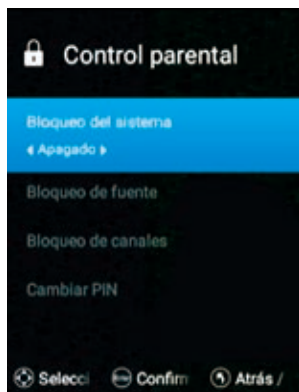 Control parental
Bloqueo del sistema
Apagado
Bloqueo de fuente
Bloqueo de canales
Cambiar PIN
Selecci Confirm Atrás /